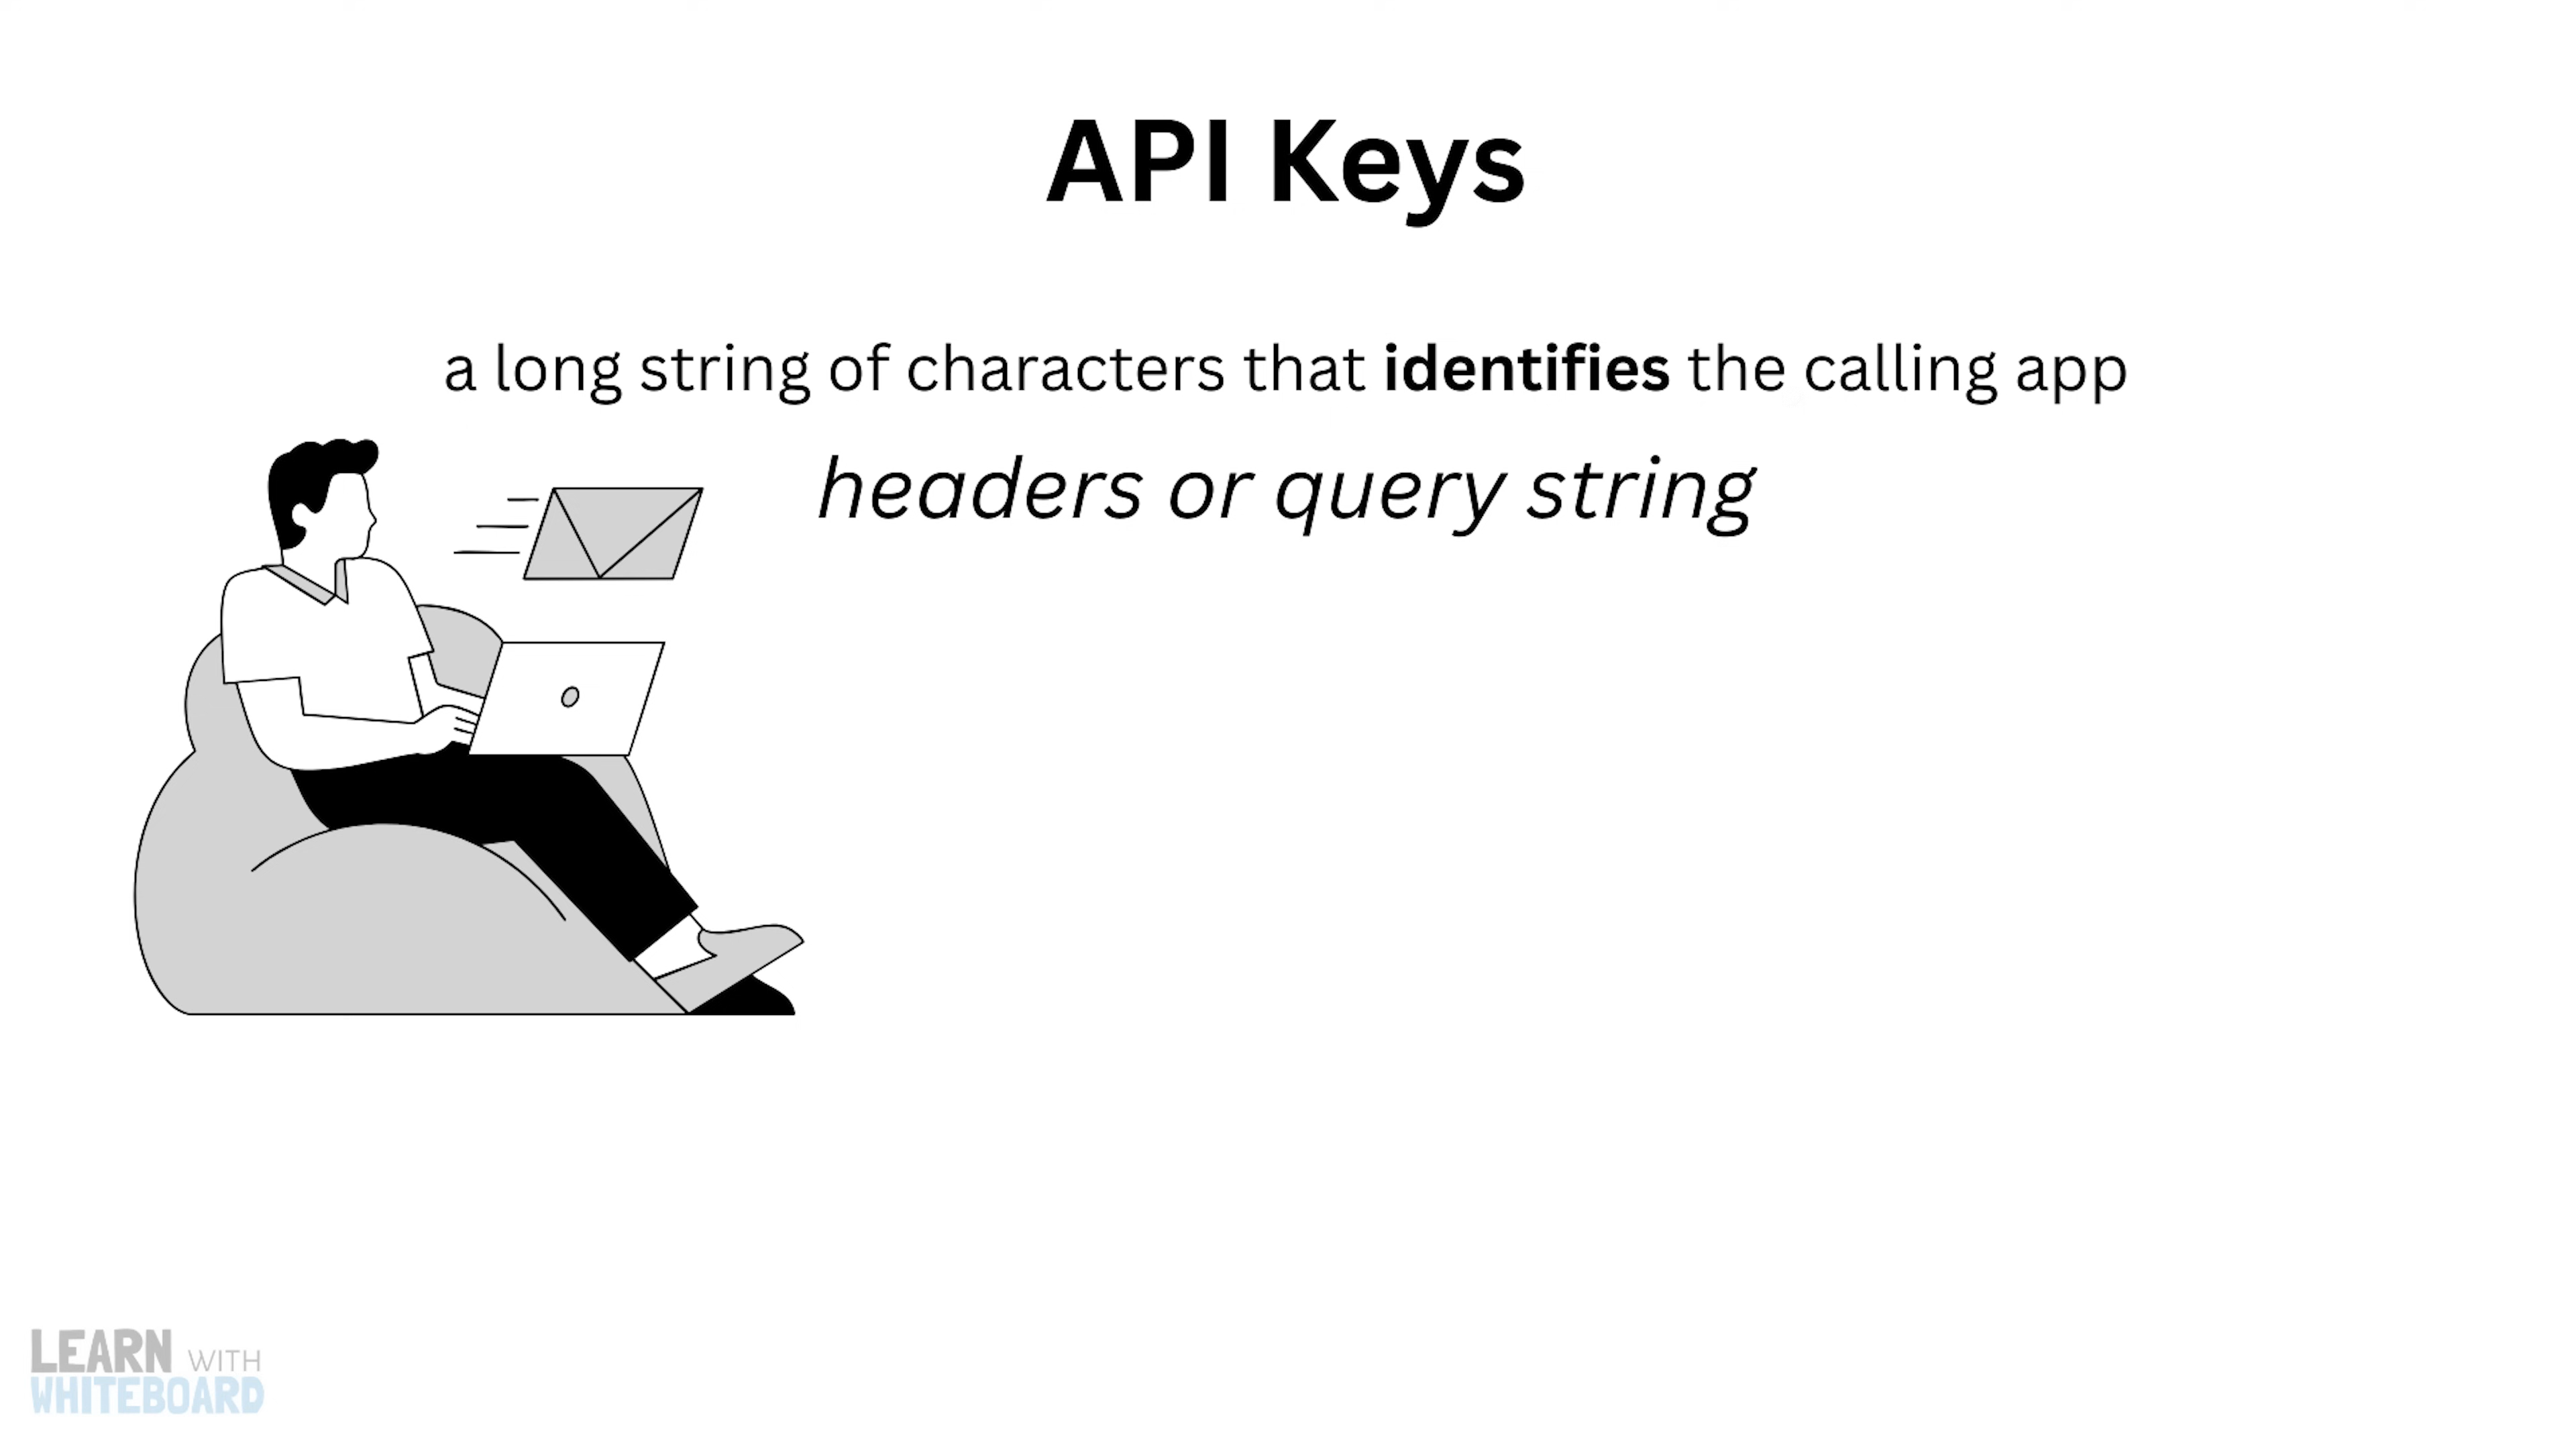 API Keys
a long string of characters that identifies the calling app
headers or query string
LEARN WITH
WHITEBOARD